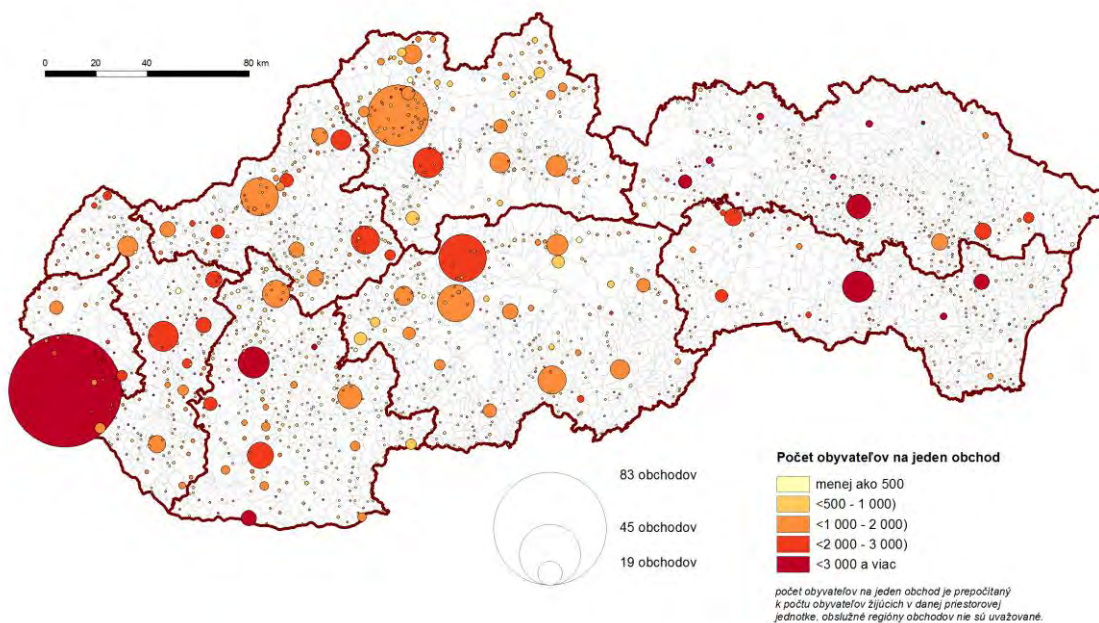 0 20 40 80 km
83 obchodov
45 obchodov
19 obchodov
Počet obyvateľov na jeden obchod
menej ako 500
<500 - 1 000)
<1 000 - 2 000)
<2 000 - 3 000)
<3 000 a viac
počet obyvateľov na jeden obchod je prepočítaný
k počtu obyvateľov žijúcich v danej priestorovej
jednotke, obslužné regióny obchodov nie sú uvažované.